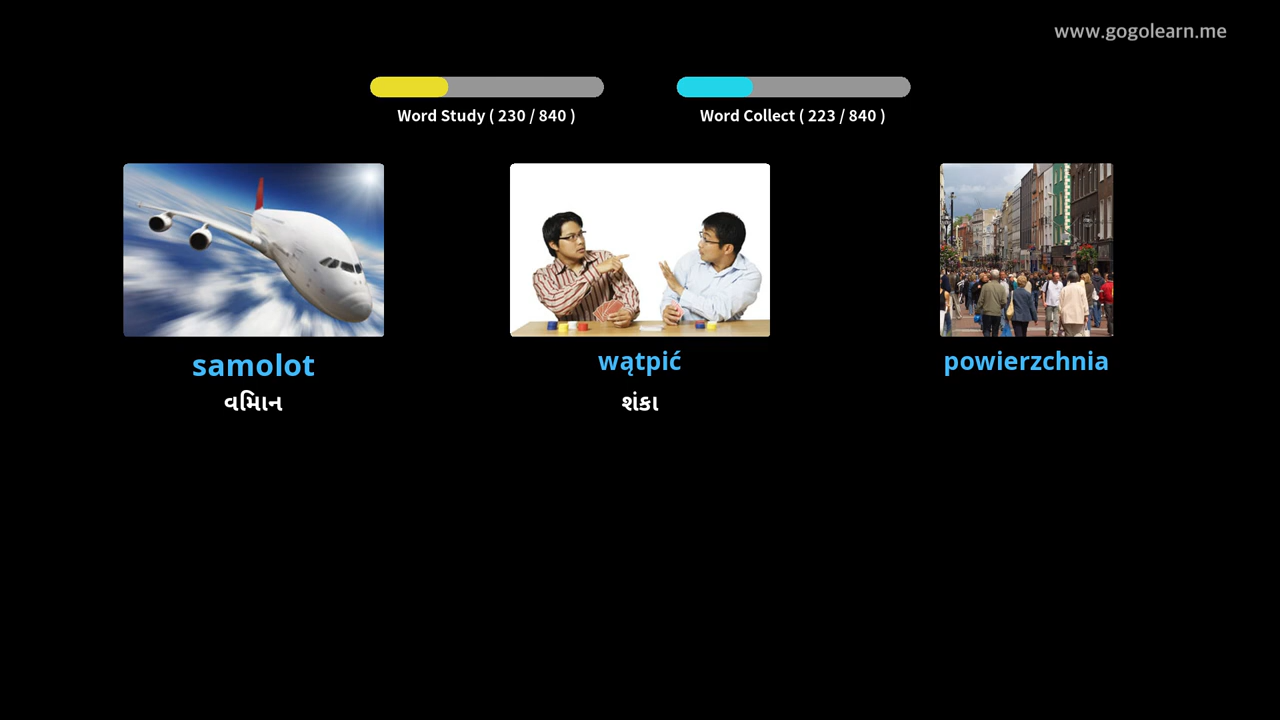 www.gogolearn.me
Word Study ( 230 / 840 )
Word Collect ( 223 / 840 )
samolot
wątpić
powierzchnia
વિમાન
શંકા